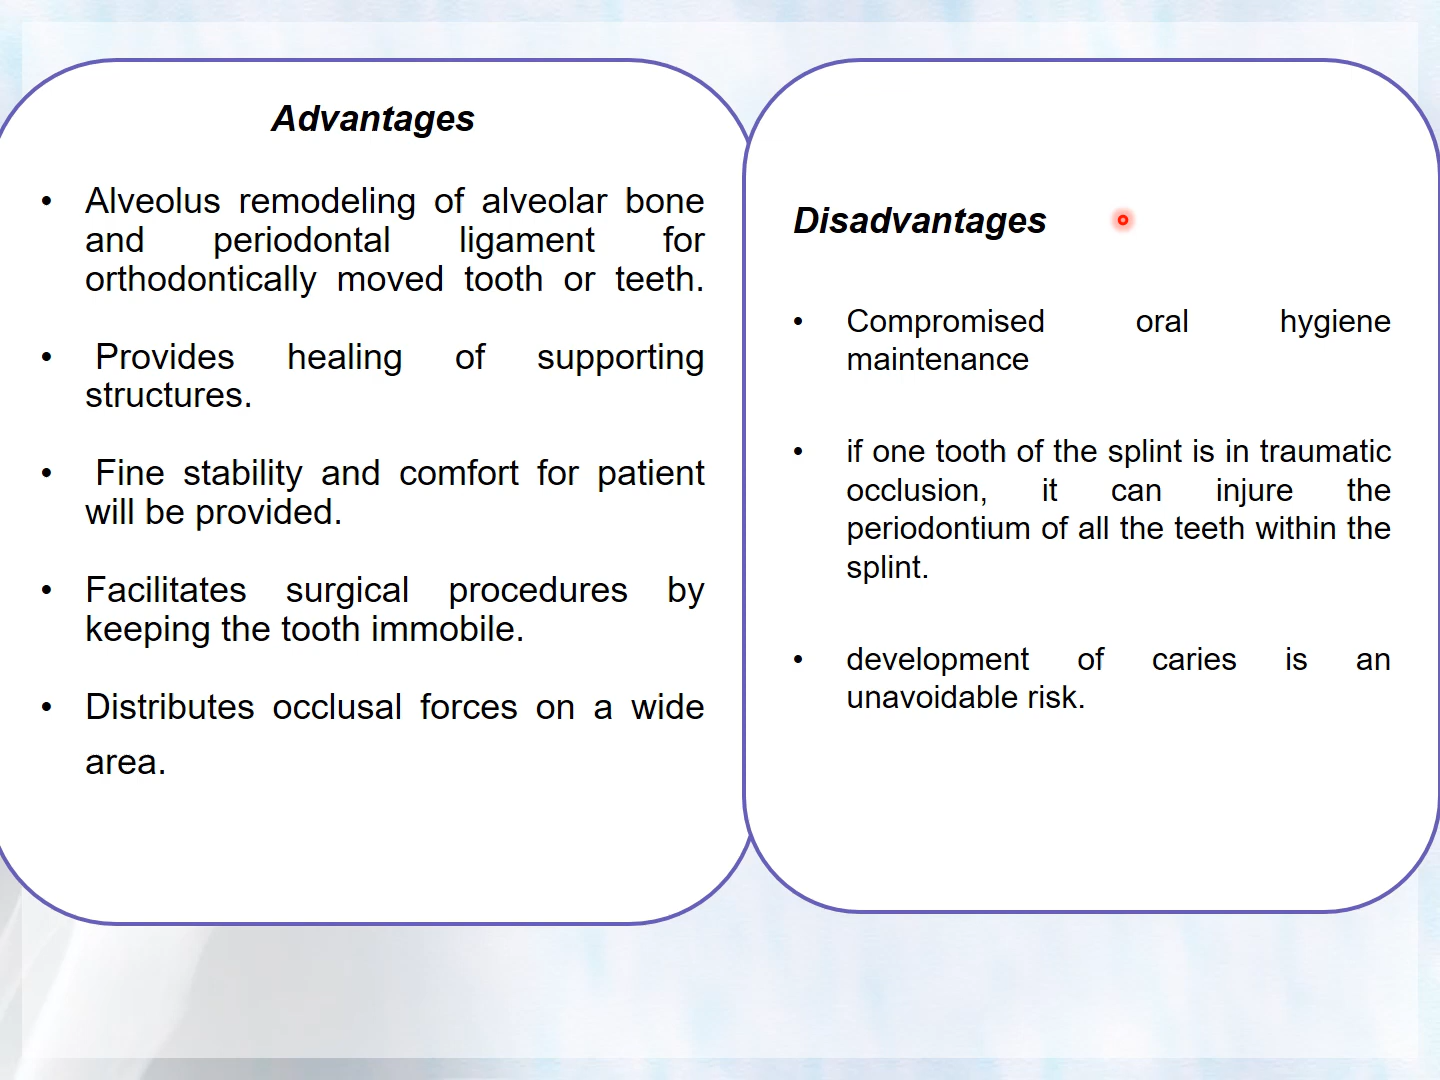 Advantages
• Alveolus remodeling of alveolar bone
and periodontal ligament for
orthodontically moved tooth or teeth.
• Provides healing of supporting
structures.
• Fine stability and comfort for patient
will be provided.
• Facilitates surgical procedures by
keeping the tooth immobile.
• Distributes occlusal forces on a wide
area.
Disadvantages
• Compromised oral hygiene
maintenance
• if one tooth of the splint is in traumatic
occlusion, it can injure the
periodontium of all the teeth within the
splint.
• development of caries is an
unavoidable risk.